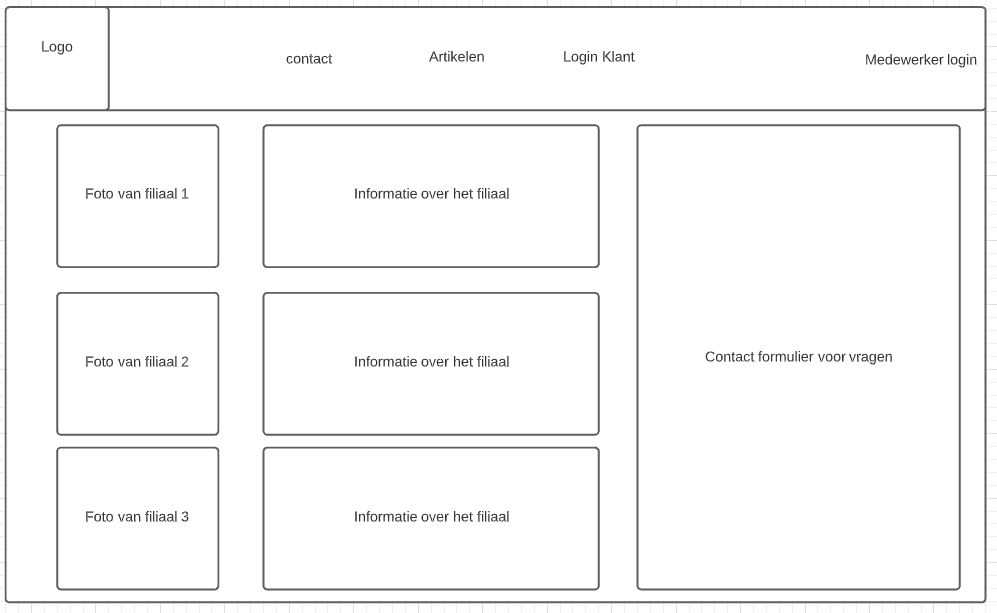 Logo
contact
Artikelen
Login Klant
Medewerker login
Foto van filiaal 1
Informatie over het filiaal
Contact formulier voor vragen
Foto van filiaal 2
Informatie over het filiaal
Foto van filiaal 3
Informatie over het filiaal